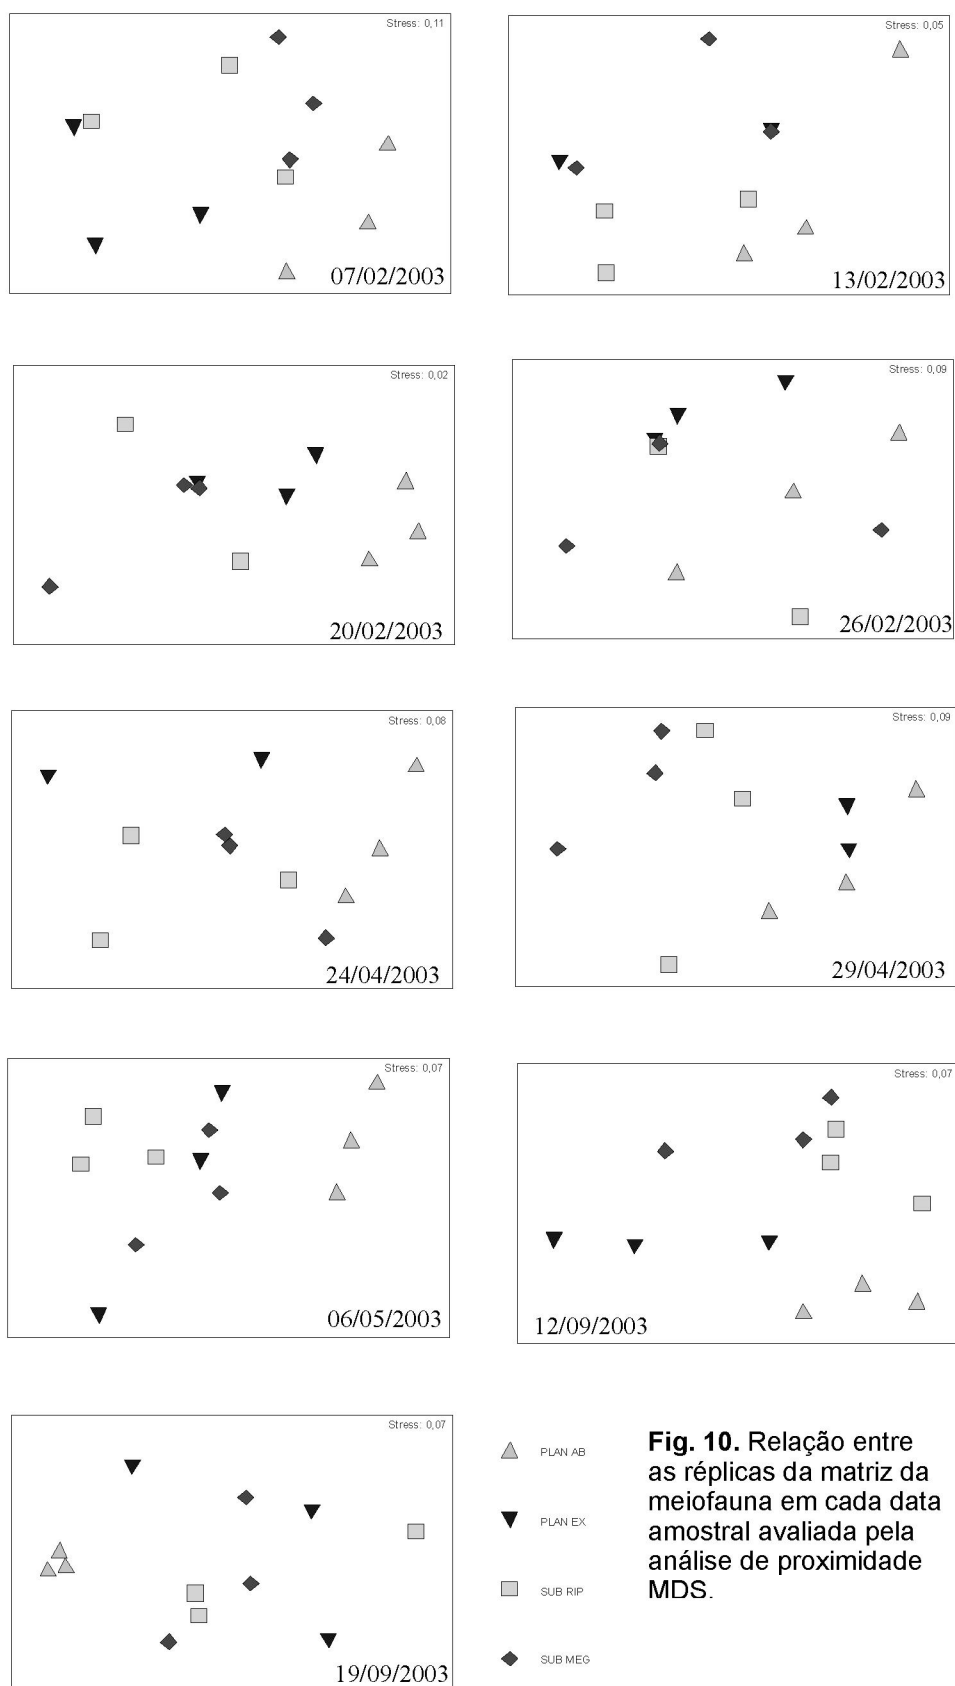 Stress: 0,11
07/02/2003
Stress: 0,05
13/02/2003
Stress: 0,02
20/02/2003
Stress: 0,09
26/02/2003
Stress: 0,08
24/04/2003
Stress: 0,09
29/04/2003
Stress: 0,07
06/05/2003
Stress: 0,07
12/09/2003
Stress: 0,07
19/09/2003
PLAN AB
PLAN EX
SUB RIP
SUB MEG
Fig. 10. Relação entre
as réplicas da matriz da
meiofauna em cada data
amostral avaliada pela
análise de proximidade
MDS.